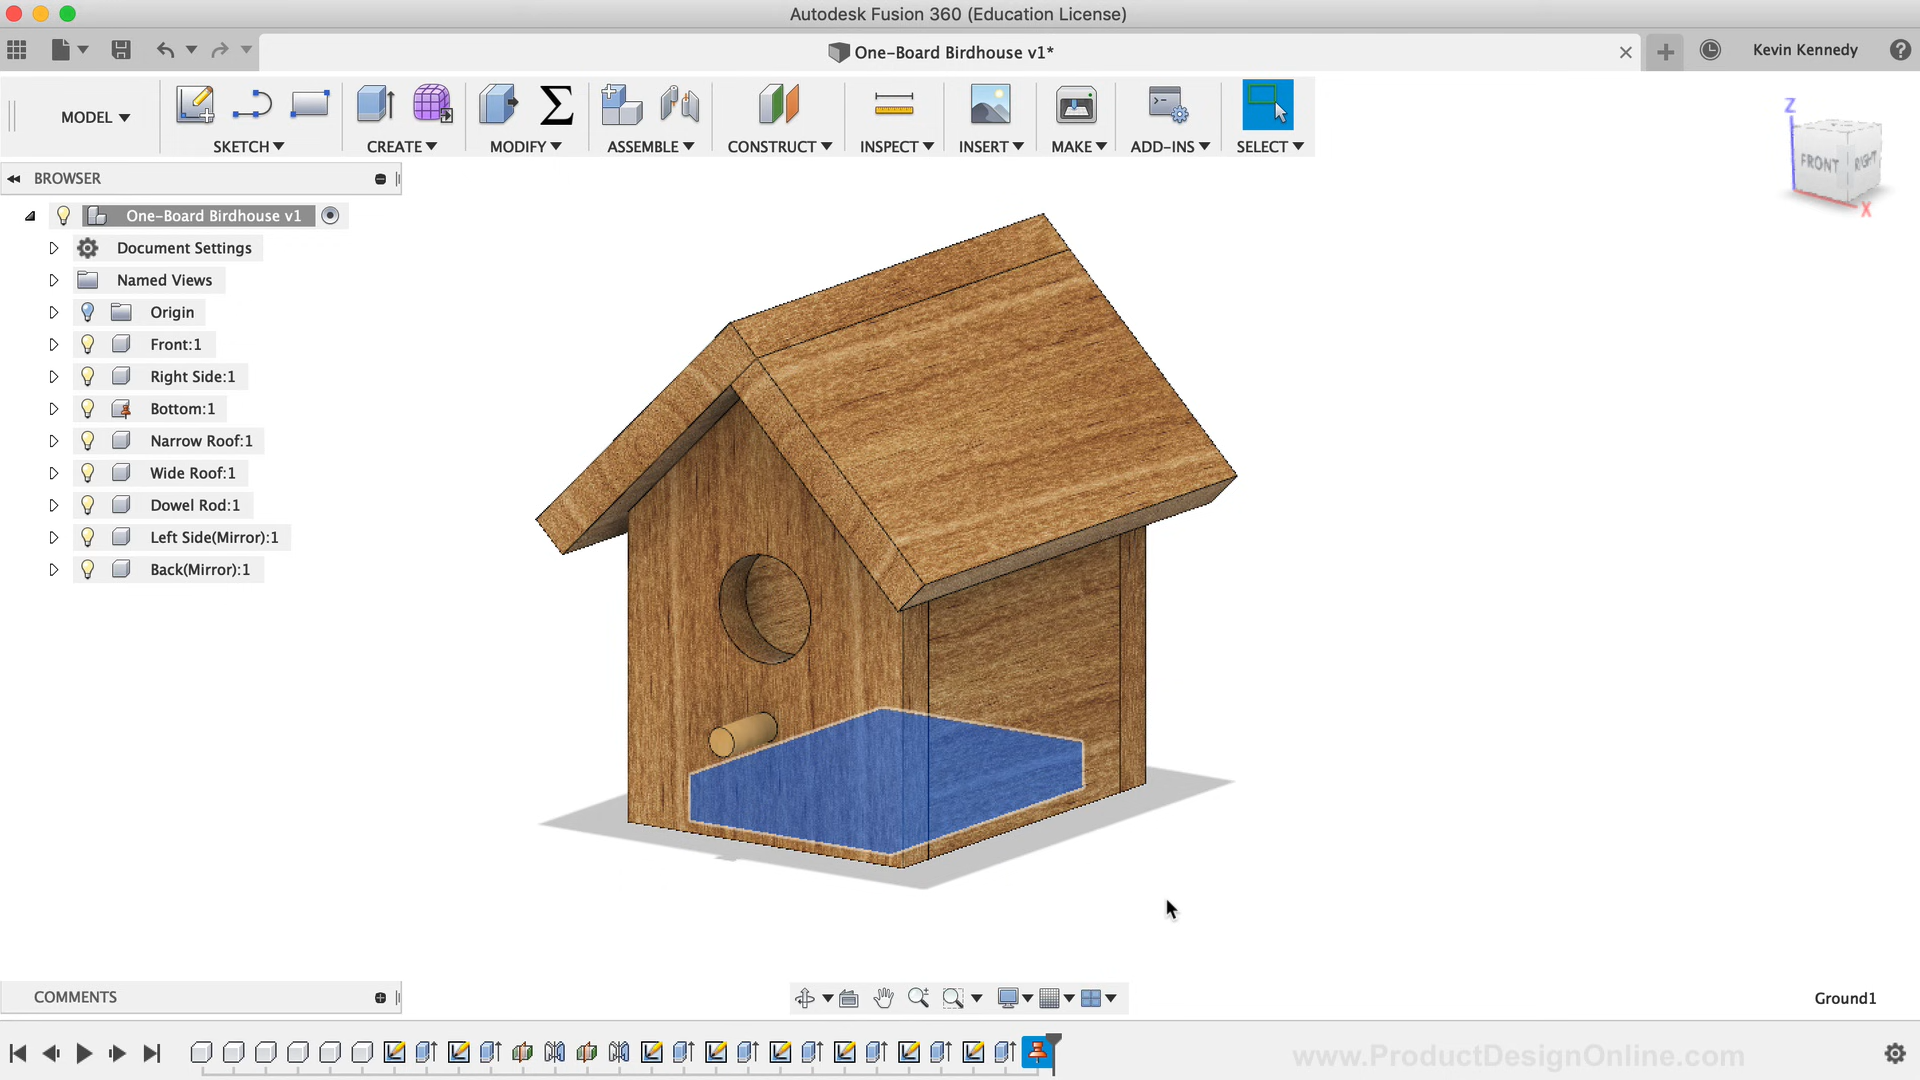 Autodesk Fusion 360 (Education License)
One-Board Birdhouse v1*
Kevin Kennedy
MODEL
SKETCH
CREATE
MODIFY
ASSEMBLE
CONSTRUCT
INSPECT
INSERT
MAKE
ADD-INS
SELECT
Z
FRONT
RIGHT
X
BROWSER
One-Board Birdhouse v1
Document Settings
Named Views
Origin
Front:1
Right Side:1
Bottom:1
Narrow Roof:1
Wide Roof:1
Dowel Rod:1
Left Side(Mirror):1
Back(Mirror):1
COMMENTS
Ground1
www.ProductDesignOnline.com